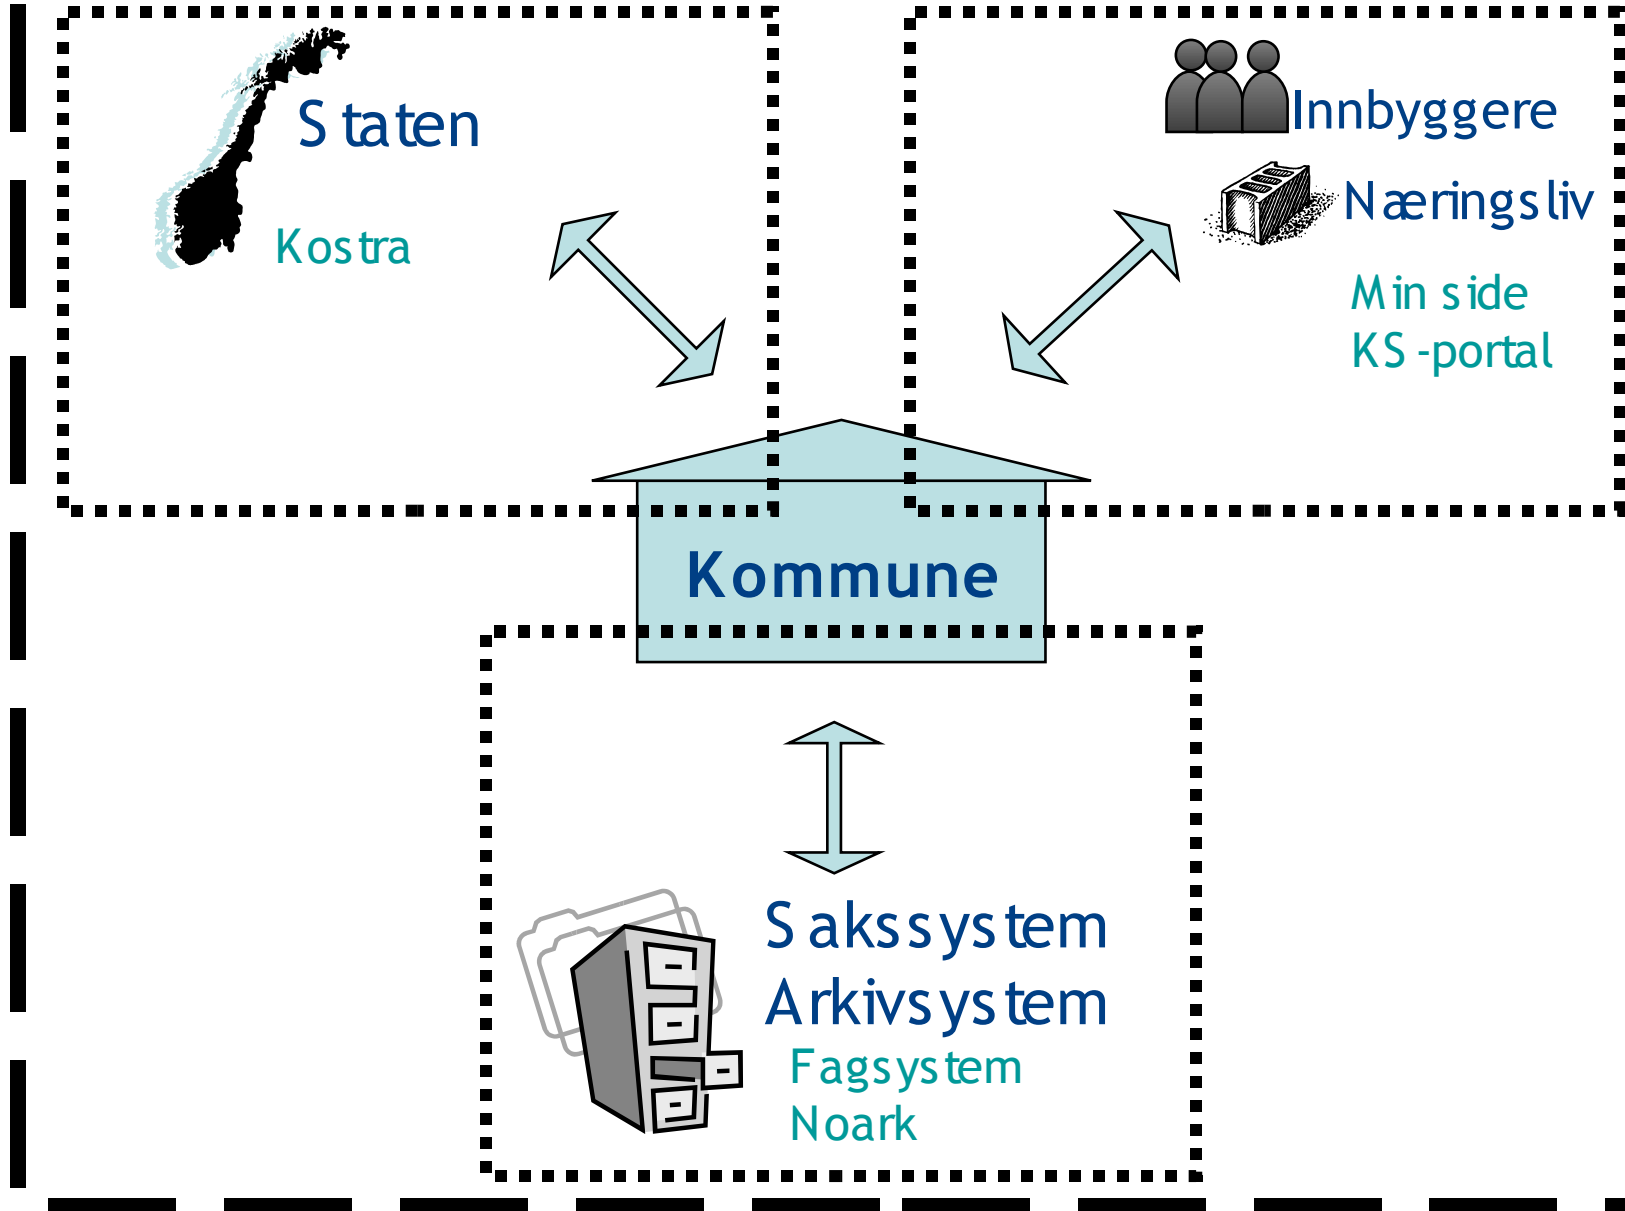 Staten
Kostra
Innbyggere
Næringsliv
Min side
KS-portal
Kommune
Sakssystem
Arkivsystem
Fagsystem
Noark